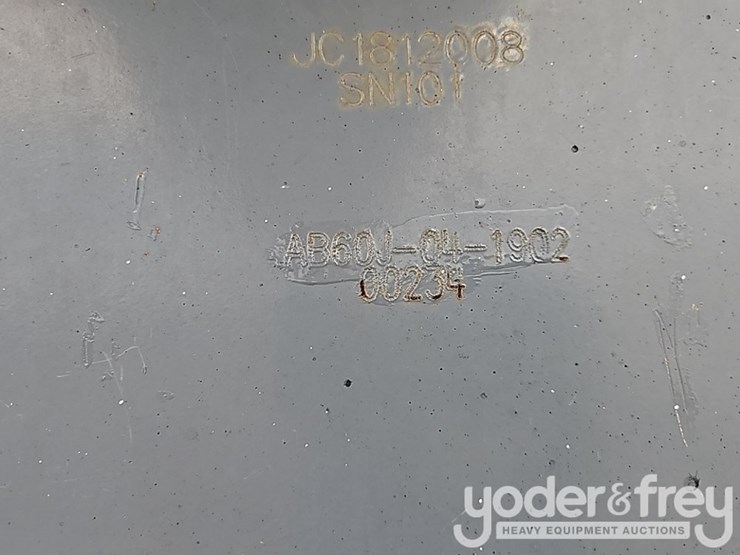 JC1812008
SN101
AB60J-04-1902
00234
yoder&frey
HEAVY EQUIPMENT AUCTIONS